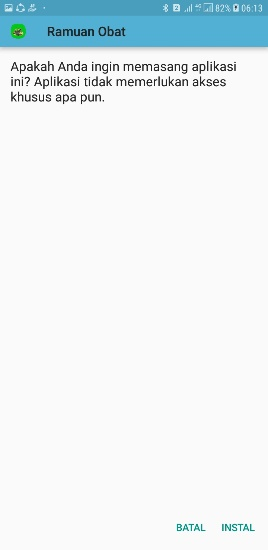 82% 06:13
Ramuan Obat
Apakah Anda ingin memasang aplikasi
ini? Aplikasi tidak memerlukan akses
khusus apa pun.
BATAL INSTAL